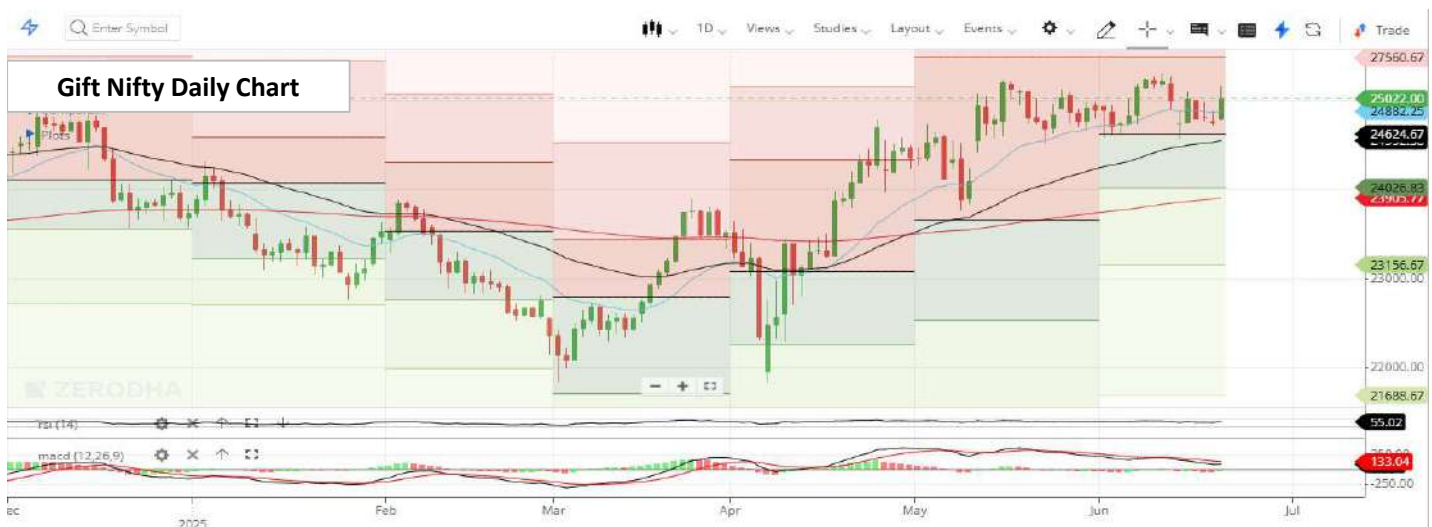 Enter Symbol
1D
Views
Studies
Layout
Events
Trade
Gift Nifty Daily Chart
Plots
27560.67
25022.00
24882.25
24624.67
24026.83
23905.77
23156.67
23000.00
22000.00
21688.67
ZERODHA
rsi (14)
55.02
macd (12,26,9)
133.04
-250.00
2025
Feb
Mar
Apr
May
Jun
Jul